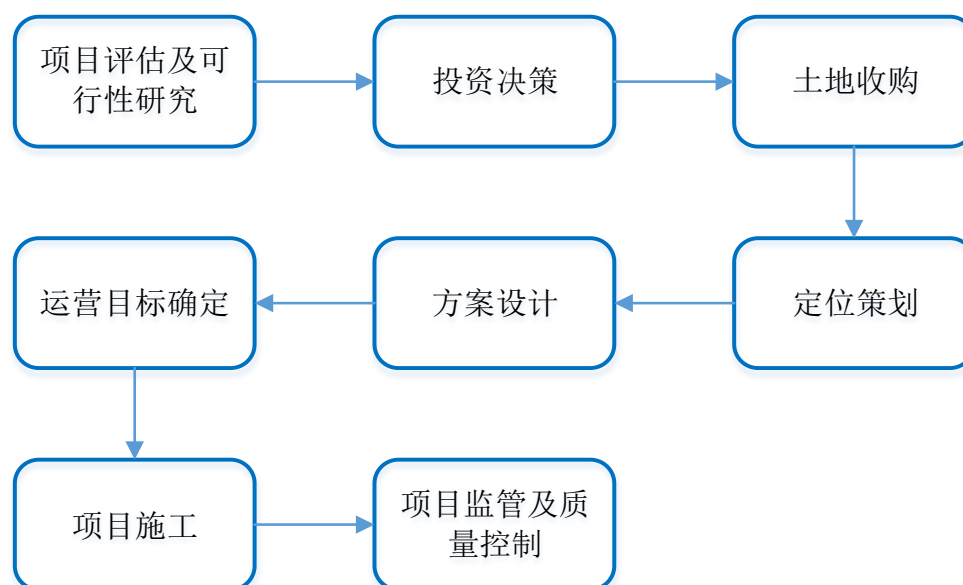 项目评估及可
行性研究
投资决策
土地收购
定位策划
方案设计
运营目标确定
项目施工
项目监管及质
量控制